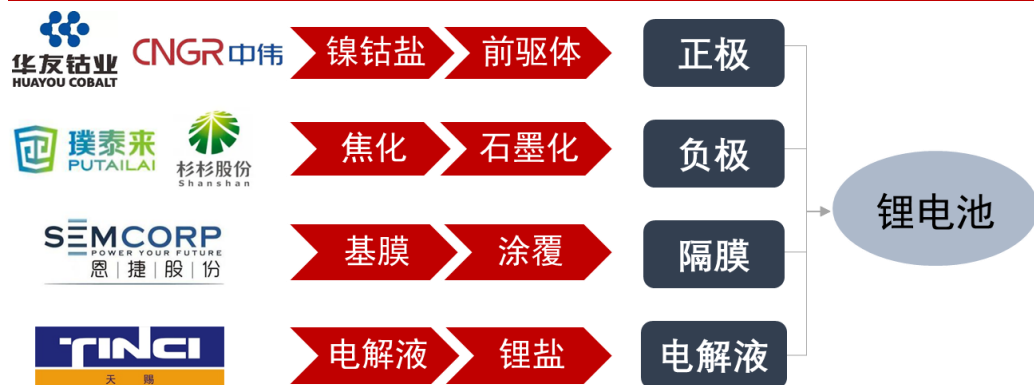 华友钴业
HUAYOU COBALT
CNGR中伟
镍钴盐
前驱体
正极
璞泰来
PUTAILAI
杉杉股份
Shanshan
焦化
石墨化
负极
锂电池
SEMCORP
POWER YOUR FUTURE
恩|捷|股|份
基膜
涂覆
隔膜
TINCI
天赐
电解液
锂盐
电解液